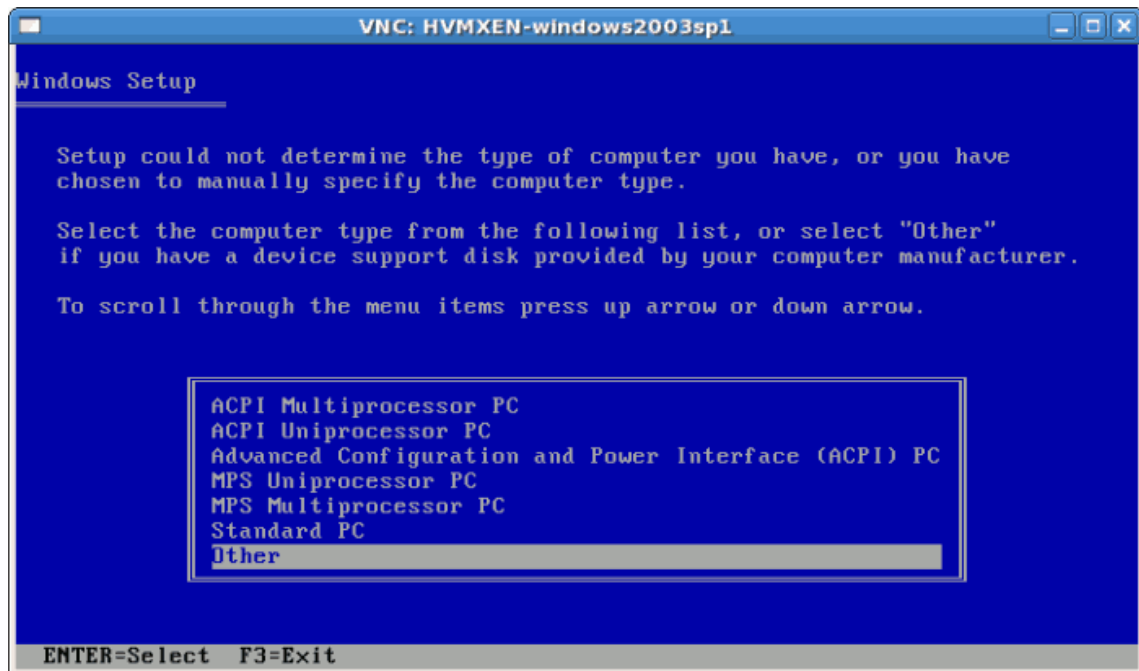 VNC: HVMXEN-windows2003sp1
Windows Setup
Setup could not determine the type of computer you have, or you have
chosen to manually specify the computer type.
Select the computer type from the following list, or select "Other"
if you have a device support disk provided by your computer manufacturer.
To scroll through the menu items press up arrow or down arrow.
ACPI Multiprocessor PC
ACPI Uniprocessor PC
Advanced Configuration and Power Interface (ACPI) PC
MPS Uniprocessor PC
MPS Multiprocessor PC
Standard PC
Other
ENTER=Select F3=Exit